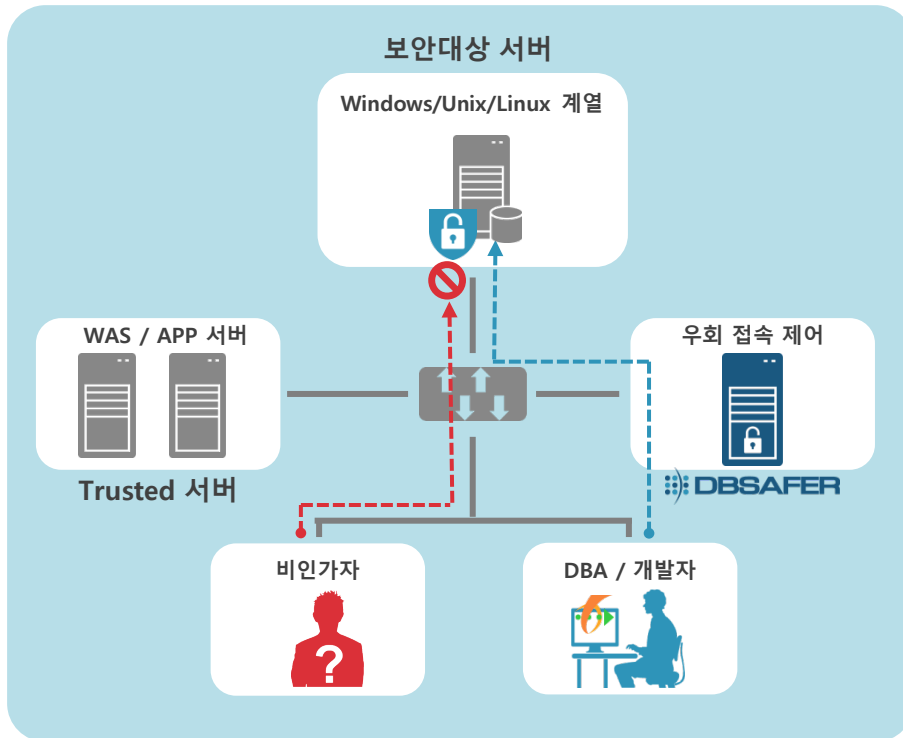 보안대상 서버
Windows/Unix/Linux 계열
WAS / APP 서버
우회 접속 제어
Trusted 서버
DBSAFER
비인가자
DBA / 개발자
?